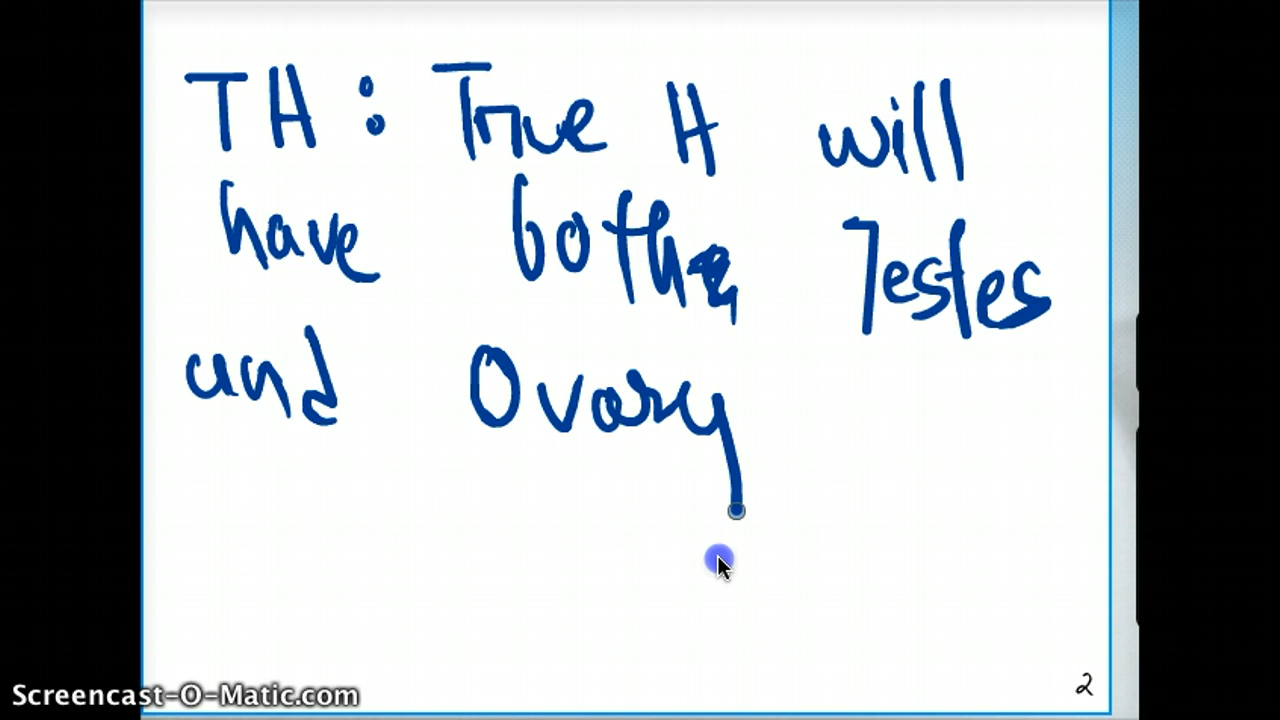 TH : True H will
have both Testes
and Ovary
2
Screencast-O-Matic.com